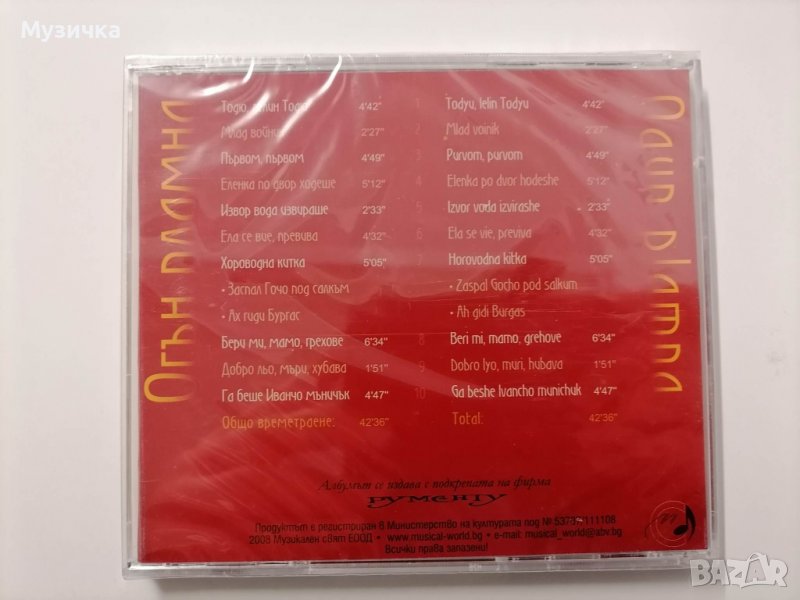 Музичка
Огън пламна
Тодю, лелин Тодю 4'42" 1 Todyu, lelin Todyu 4'42"
Млад войник 2'27" 2 Mlad voinik 2'27"
Първом, първом 4'49" 3 Purvom, purvom 4'49"
Еленка по двор ходеше 5'12" 4 Elenka po dvor hodeshe 5'12"
Извор вода извираше 2'33" 5 Izvor voda izvirashe 2'33"
Ела се вие, превива 4'32" 6 Ela se vie, previva 4'32"
Хороводна китка 5'05" 7 Horovodna kitka 5'05"
• Заспал Гочо под салкъм • Zaspal Gocho pod salkum
• Ах гиди Бургас • Ah gidi Burgas
Бери ми, мамо, грехове 6'34" 8 Beri mi, mamo, grehove 6'34"
Добро льо, мъри, хубава 1'51" 9 Dobro lyo, muri, hubava 1'51"
Га беше Иванчо мъничък 4'47" 10 Ga beshe Ivancho munichuk 4'47"
Общо времетраене: 42'36" Total: 42'36"
plamna
Албумът се издава с подкрепата на фирма
РУМЕНТУ
Продуктът е регистриран в Министерство на културата под №
2008 Музикален свят ЕООД • www.musical-world.bg • e-mail: musical_world@abv.bg
Всички права запазени!
BAZAR